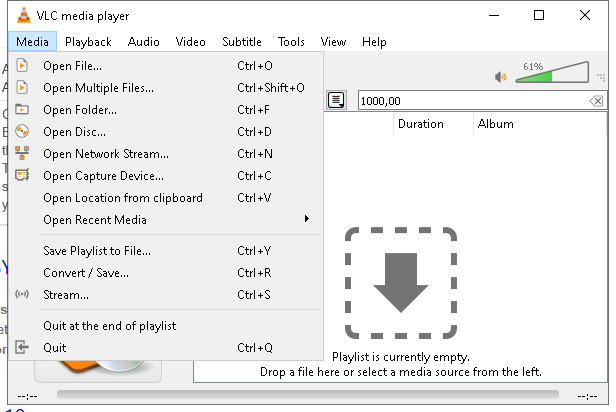 VLC media player
Media Playback Audio Video Subtitle Tools View Help
Open File... Ctrl+O
Open Multiple Files... Ctrl+Shift+O
Open Folder... Ctrl+F
Open Disc... Ctrl+D
Open Network Stream... Ctrl+N
Open Capture Device... Ctrl+C
Open Location from clipboard Ctrl+V
Open Recent Media
Save Playlist to File... Ctrl+Y
Convert / Save... Ctrl+R
Stream... Ctrl+S
Quit at the end of playlist
Quit Ctrl+Q
61%
1000,00
Duration Album
Playlist is currently empty.
Drop a file here or select a media source from the left.
--:-- --:--